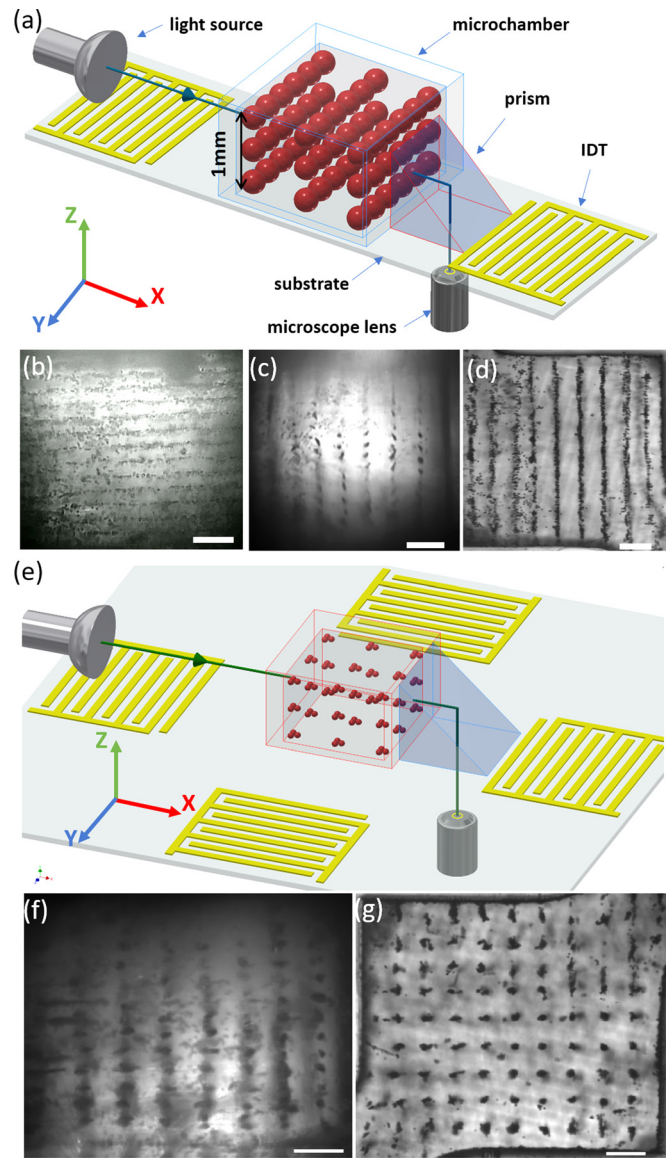 (a)
light source
microchamber
prism
IDT
1mm
Z
X
Y
substrate
microscope lens
(b)
(c)
(d)
(e)
Z
X
Y
(f)
(g)